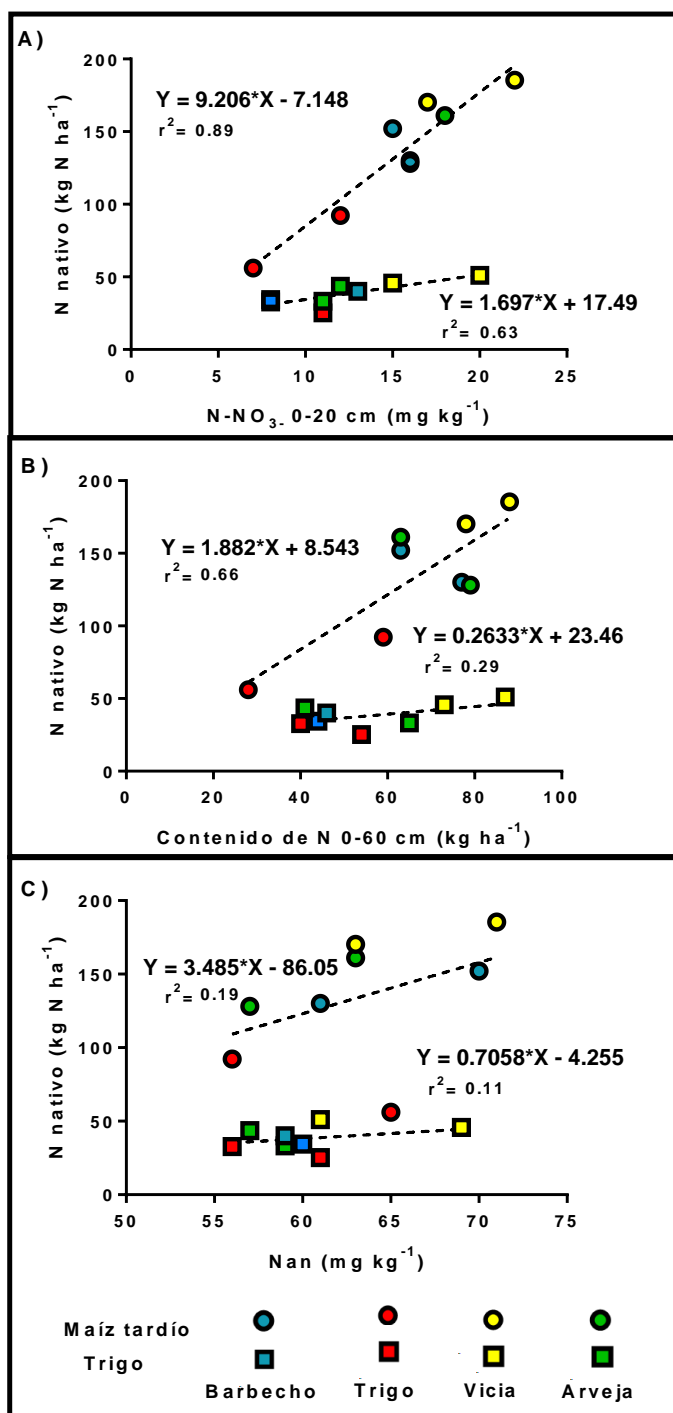 A)
N nativo (kg N ha⁻¹)
200
150
100
50
0
Y = 9.206*X - 7.148
r² = 0.89
Y = 1.697*X + 17.49
r² = 0.63
0 5 10 15 20 25
N-NO₃₋ 0-20 cm (mg kg⁻¹)
B)
N nativo (kg N ha⁻¹)
200
150
100
50
0
Y = 1.882*X + 8.543
r² = 0.66
Y = 0.2633*X + 23.46
r² = 0.29
0 20 40 60 80 100
Contenido de N 0-60 cm (kg ha⁻¹)
C)
N nativo (kg N ha⁻¹)
200
150
100
50
0
Y = 3.485*X - 86.05
r² = 0.19
Y = 0.7058*X - 4.255
r² = 0.11
50 55 60 65 70 75
Nan (mg kg⁻¹)
Maíz tardío
Trigo
Barbecho Trigo Vicia Arveja